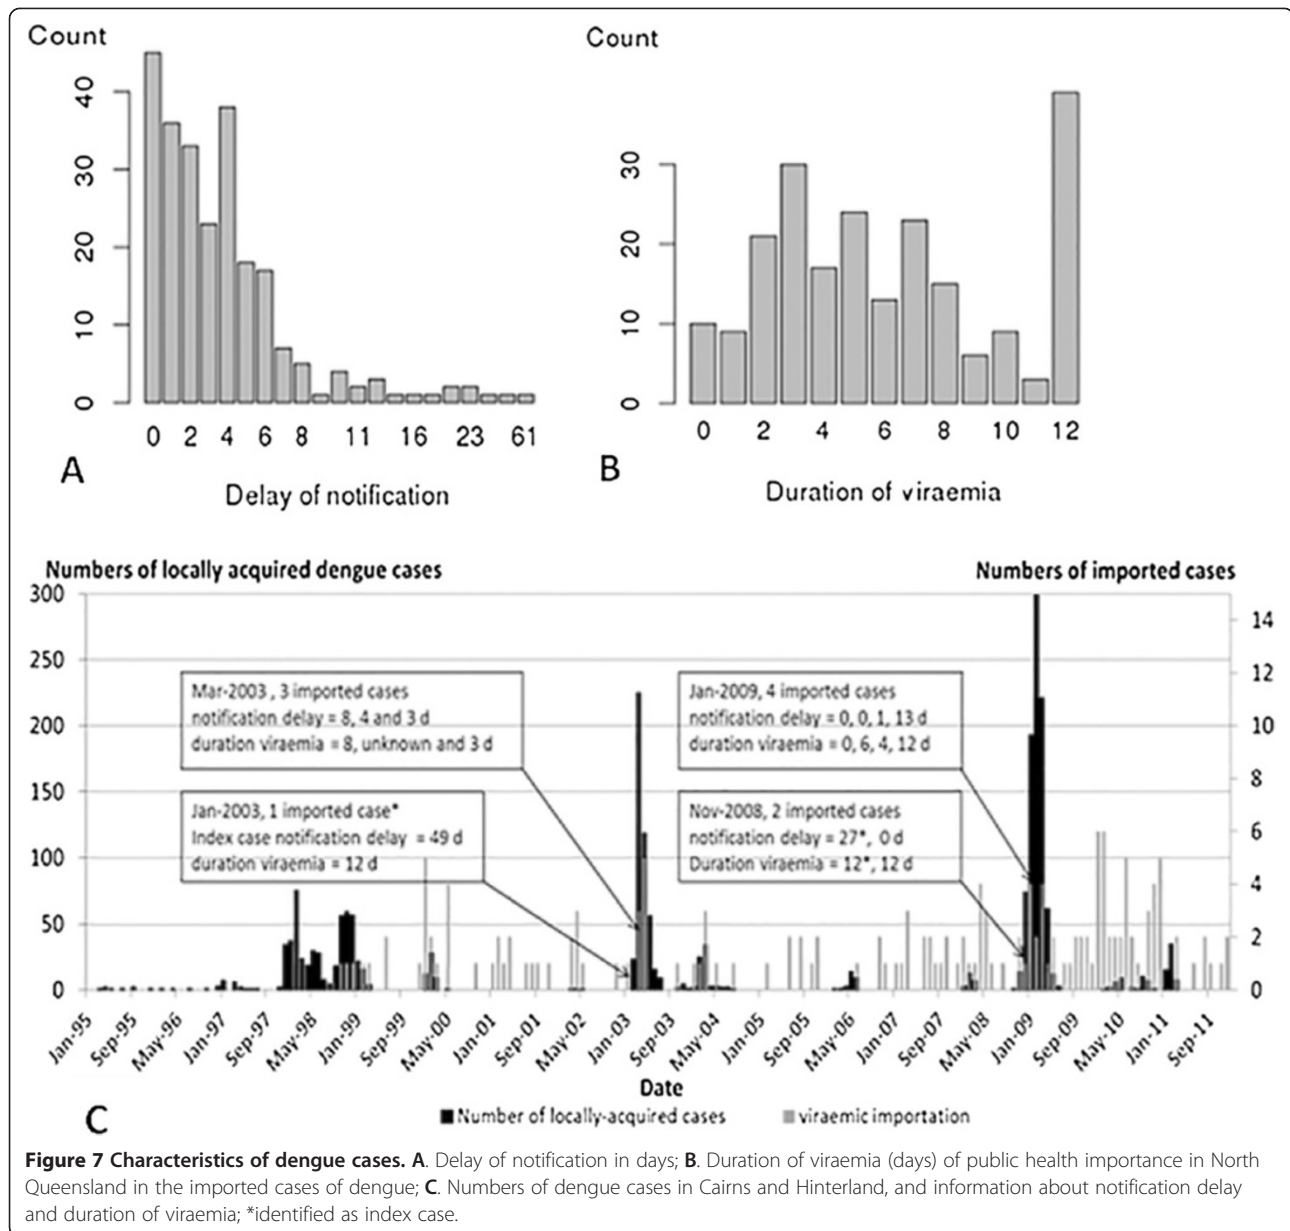 Count
40
30
20
10
0
0 2 4 6 8 11 16 23 61
A
Delay of notification
Count
30
20
10
0
0 2 4 6 8 10 12
B
Duration of viraemia
Numbers of locally acquired dengue cases
Numbers of imported cases
300
250
200
150
100
50
0
14
12
10
8
6
4
2
0
Mar-2003 , 3 imported cases
notification delay = 8, 4 and 3 d
duration viraemia = 8, unknown and 3 d
Jan-2003, 1 imported case*
Index case notification delay = 49 d
duration viraemia = 12 d
Jan-2009, 4 imported cases
notification delay = 0, 0, 1, 13 d
duration viraemia = 0, 6, 4, 12 d
Nov-2008, 2 imported cases
notification delay = 27*, 0 d
Duration viraemia = 12*, 12 d
Jan-95 Sep-95 May-96 Jan-97 Sep-97 May-98 Jan-99 Sep-99 May-00 Jan-01 Sep-01 May-02 Jan-03 Sep-03 May-04 Jan-05 Sep-05 May-06 Jan-07 Sep-07 May-08 Jan-09 Sep-09 May-10 Jan-11 Sep-11
Date
C
Number of locally-acquired cases viraemic importation
Figure 7 Characteristics of dengue cases. A. Delay of notification in days; B. Duration of viraemia (days) of public health importance in North
Queensland in the imported cases of dengue; C. Numbers of dengue cases in Cairns and Hinterland, and information about notification delay
and duration of viraemia; *identified as index case.